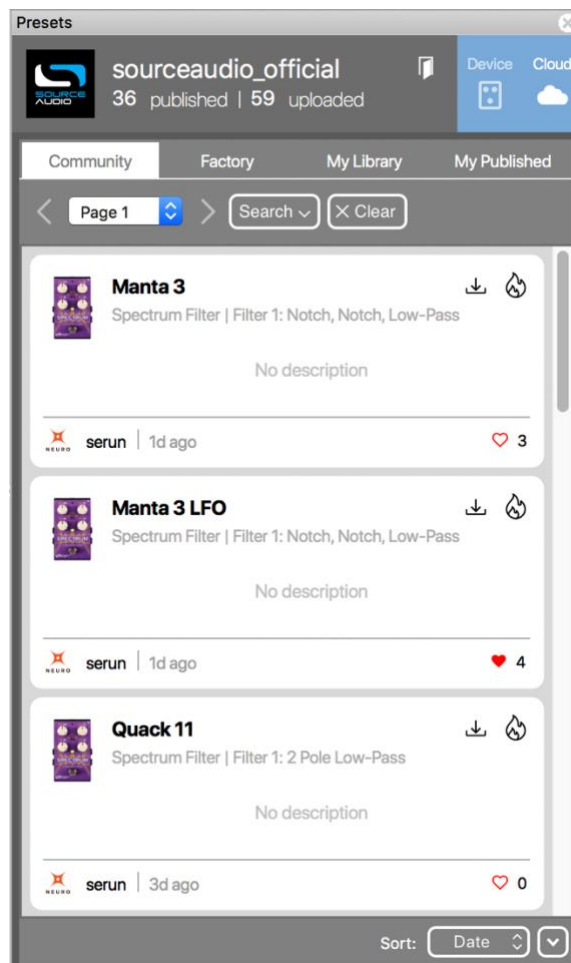 Presets
sourceaudio_official
36 published | 59 uploaded
Device Cloud
SOURCE
AUDIO
Community Factory My Library My Published
Page 1 Search X Clear
Manta 3
Spectrum Filter | Filter 1: Notch, Notch, Low-Pass
No description
NEURO serun | 1d ago 3
Manta 3 LFO
Spectrum Filter | Filter 1: Notch, Notch, Low-Pass
No description
NEURO serun | 1d ago 4
Quack 11
Spectrum Filter | Filter 1: 2 Pole Low-Pass
No description
NEURO serun | 3d ago 0
Sort: Date